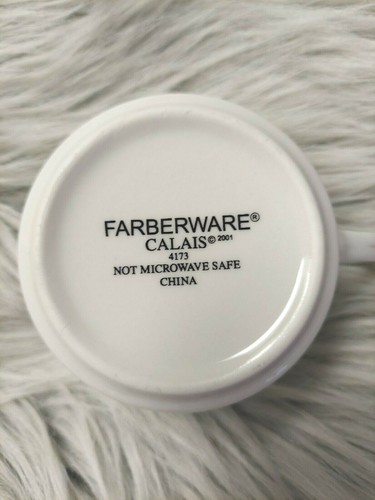 FARBERWARE®
CALAIS© 2001
4173
NOT MICROWAVE SAFE
CHINA